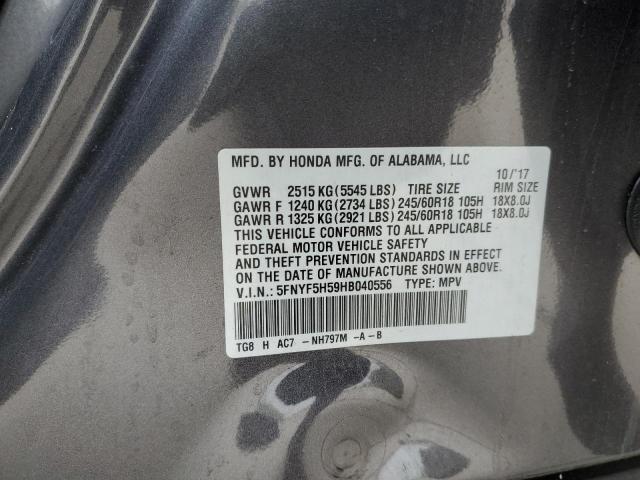 MFD. BY HONDA MFG. OF ALABAMA, LLC
10/'17
GVWR 2515 KG (5545 LBS) TIRE SIZE RIM SIZE
GAWR F 1240 KG (2734 LBS) 245/60R18 105H 18X8.0J
GAWR R 1325 KG (2921 LBS) 245/60R18 105H 18X8.0J
THIS VEHICLE CONFORMS TO ALL APPLICABLE
FEDERAL MOTOR VEHICLE SAFETY
AND THEFT PREVENTION STANDARDS IN EFFECT
ON THE DATE OF MANUFACTURE SHOWN ABOVE.
V.I.N.: 5FNYF5H59HB040556 TYPE: MPV
TG8 H AC7 -NH797M -A-B